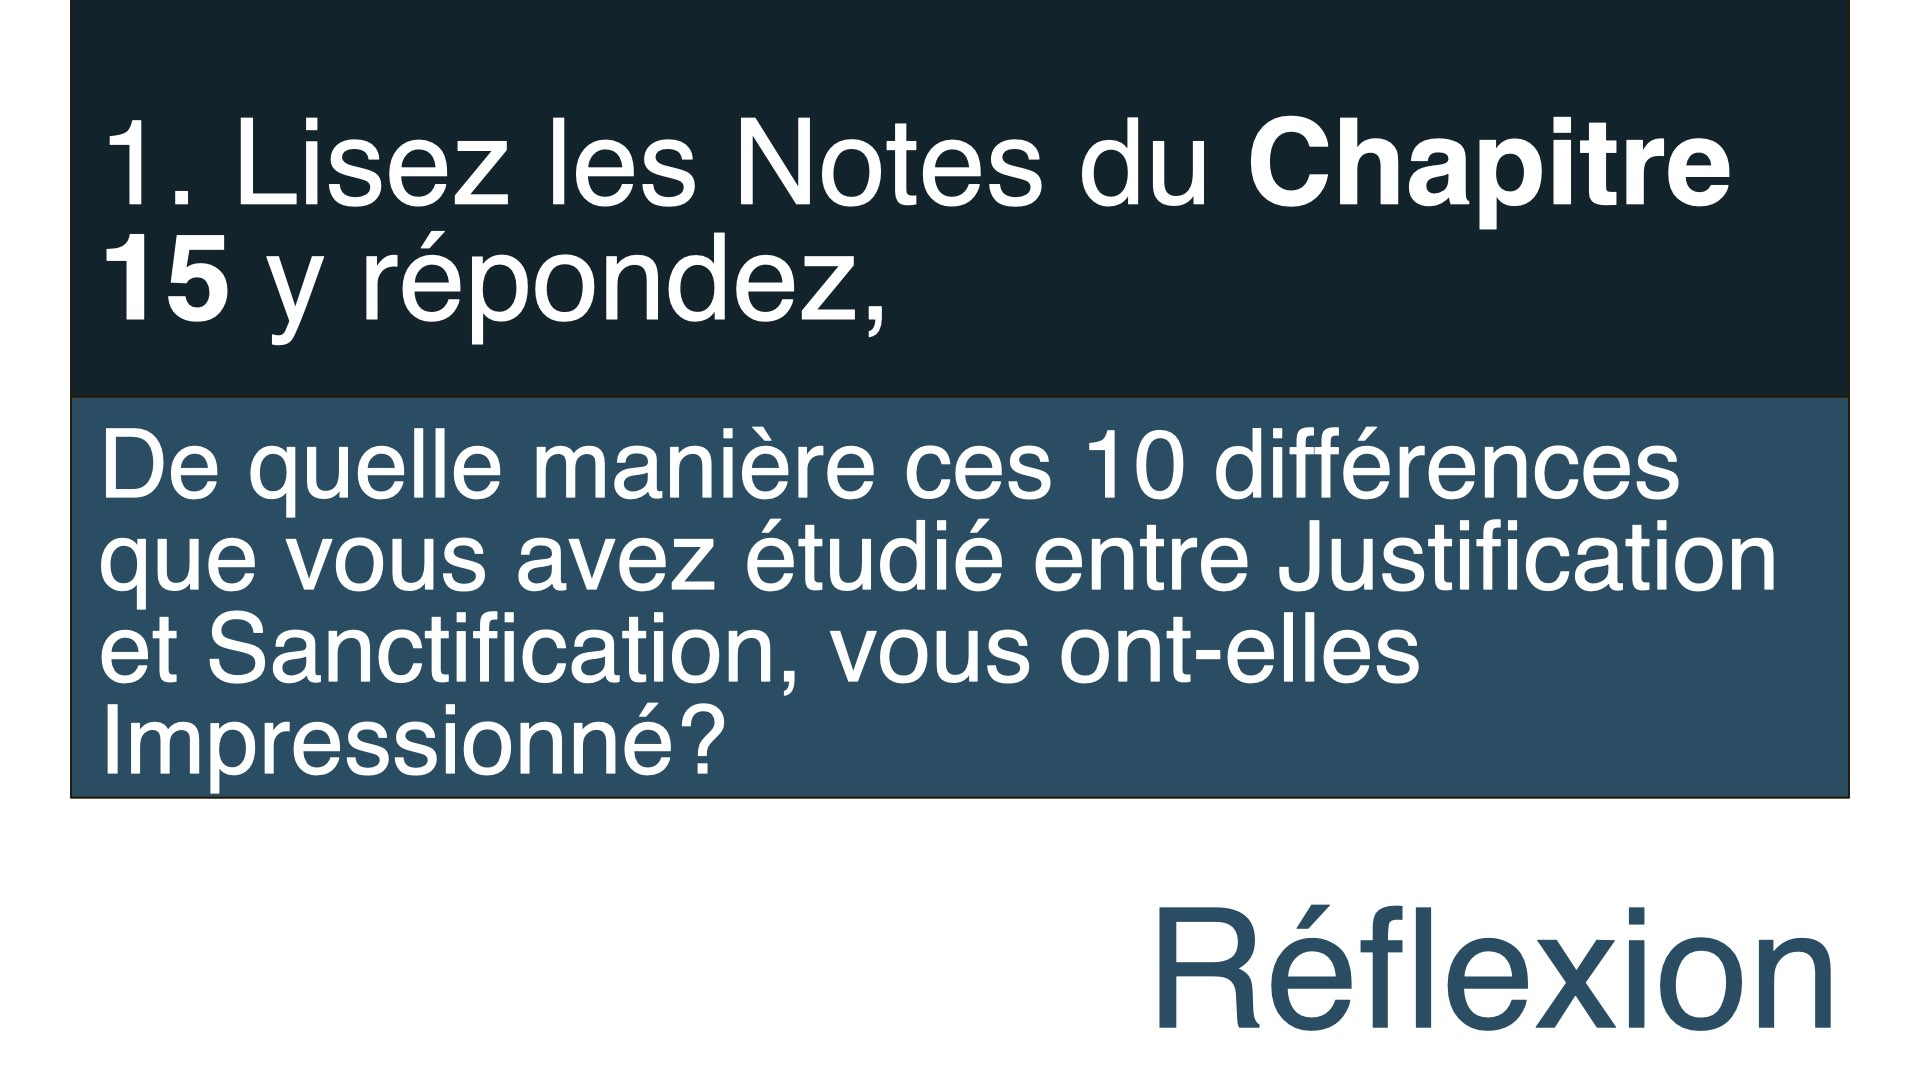 1. Lisez les Notes du Chapitre
15 y répondez,
De quelle manière ces 10 différences
que vous avez étudié entre Justification
et Sanctification, vous ont-elles
Impressionné?
Réflexion